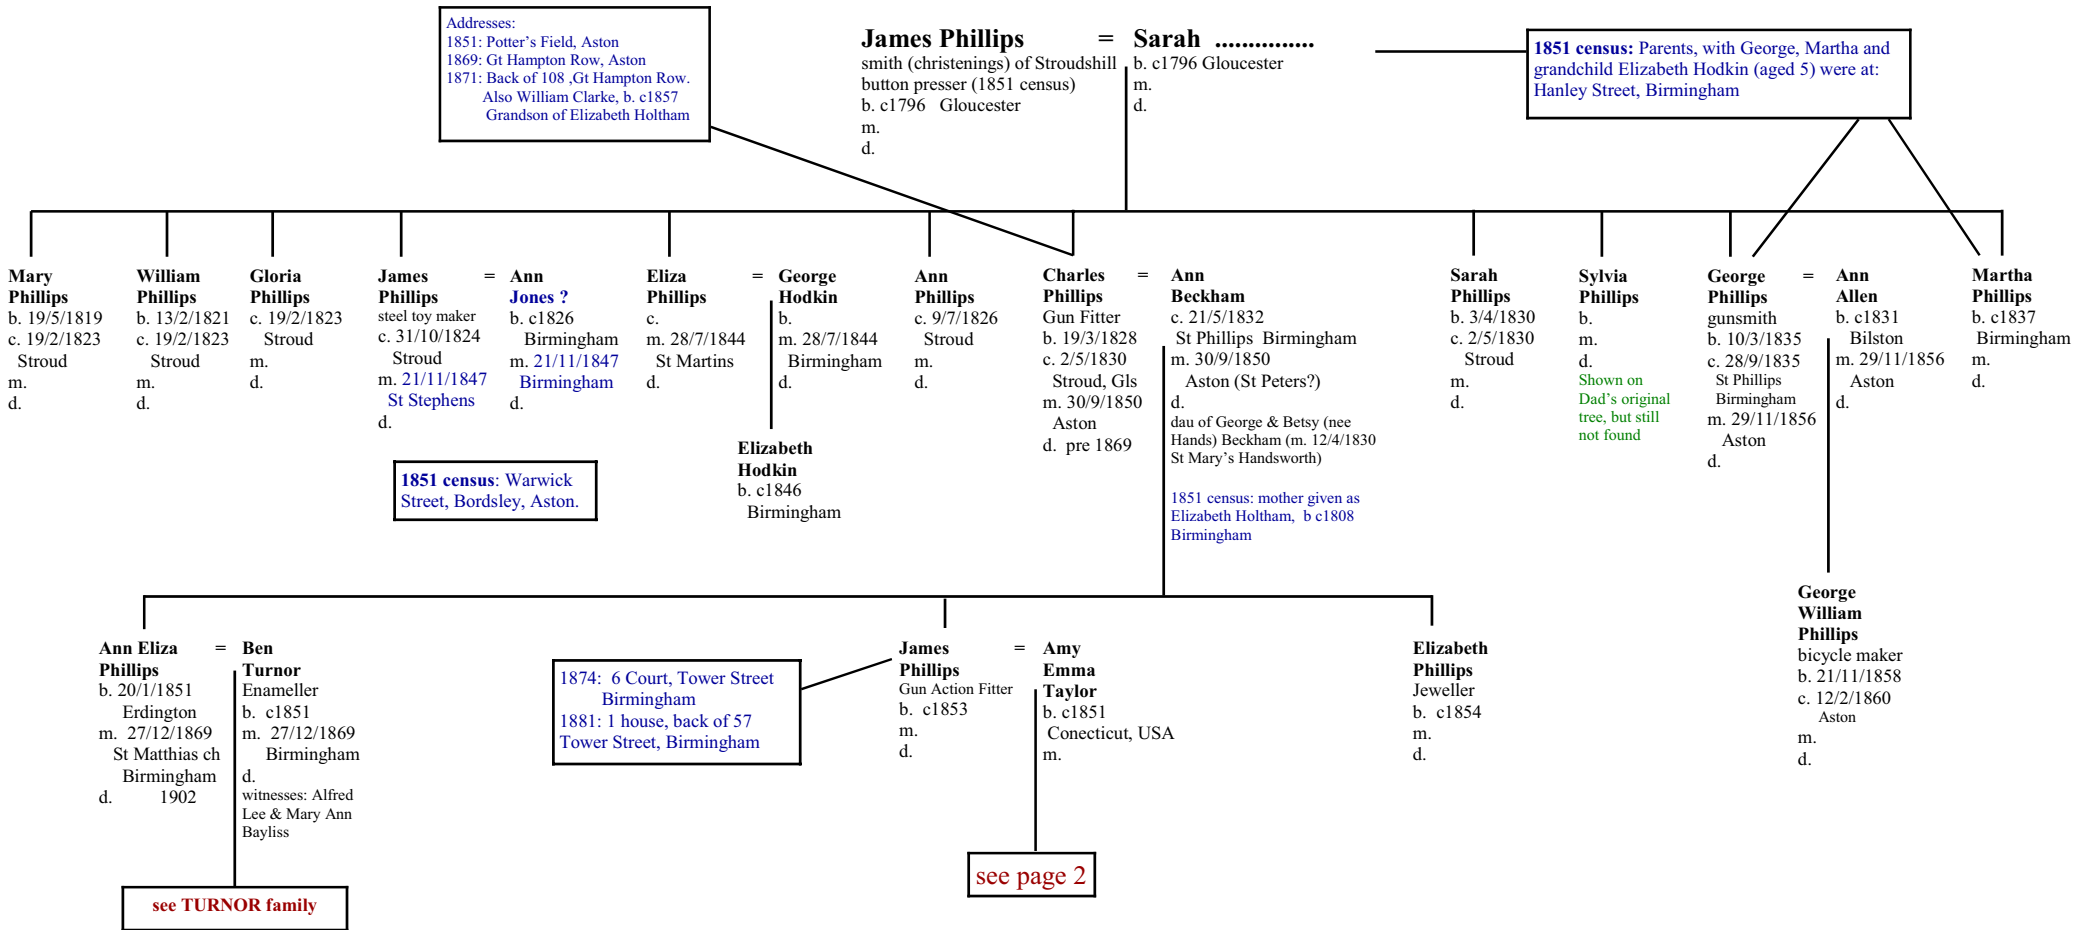 Addresses:
1851: Potter's Field, Aston
1869: Gt Hampton Row, Aston
1871: Back of 108 ,Gt Hampton Row.
Also William Clarke, b. c1857
Grandson of Elizabeth Holtham
James Phillips = Sarah ...............
smith (christenings) of Stroudshill
button presser (1851 census)
b. c1796 Gloucester
m.
d.
b. c1796 Gloucester
m.
d.
1851 census: Parents, with George, Martha and
grandchild Elizabeth Hodkin (aged 5) were at:
Hanley Street, Birmingham
Mary
Phillips
b. 19/5/1819
c. 19/2/1823
Stroud
m.
d.
William
Phillips
b. 13/2/1821
c. 19/2/1823
Stroud
m.
d.
Gloria
Phillips
c. 19/2/1823
Stroud
m.
d.
James =
Phillips
steel toy maker
c. 31/10/1824
Stroud
m. 21/11/1847
St Stephens
d.
Ann
Jones ?
b. c1826
Birmingham
m. 21/11/1847
Birmingham
d.
1851 census: Warwick
Street, Bordsley, Aston.
Eliza =
Phillips
c.
m. 28/7/1844
St Martins
d.
George
Hodkin
b.
m. 28/7/1844
Birmingham
d.
Elizabeth
Hodkin
b. c1846
Birmingham
Ann
Phillips
c. 9/7/1826
Stroud
m.
d.
Charles =
Phillips
Gun Fitter
b. 19/3/1828
c. 2/5/1830
Stroud, Gls
m. 30/9/1850
Aston
d. pre 1869
Ann
Beckham
c. 21/5/1832
St Phillips Birmingham
m. 30/9/1850
Aston (St Peters?)
d.
dau of George & Betsy (nee
Hands) Beckham (m. 12/4/1830
St Mary's Handsworth)
1851 census: mother given as
Elizabeth Holtham, b c1808
Birmingham
Sarah
Phillips
b. 3/4/1830
c. 2/5/1830
Stroud
m.
d.
Sylvia
Phillips
b.
m.
d.
Shown on
Dad's original
tree, but still
not found
George =
Phillips
gunsmith
b. 10/3/1835
c. 28/9/1835
St Phillips
Birmingham
m. 29/11/1856
Aston
d.
Ann
Allen
b. c1831
Bilston
m. 29/11/1856
Aston
d.
Martha
Phillips
b. c1837
Birmingham
m.
d.
Ann Eliza =
Phillips
b. 20/1/1851
Erdington
m. 27/12/1869
St Matthias ch
Birmingham
d. 1902
Ben
Turnor
Enameller
b. c1851
m. 27/12/1869
Birmingham
d.
witnesses: Alfred
Lee & Mary Ann
Bayliss
see TURNOR family
1874: 6 Court, Tower Street
Birmingham
1881: 1 house, back of 57
Tower Street, Birmingham
James =
Phillips
Gun Action Fitter
b. c1853
m.
d.
Amy
Emma
Taylor
b. c1851
Conecticut, USA
m.
see page 2
Elizabeth
Phillips
Jeweller
b. c1854
m.
d.
George
William
Phillips
bicycle maker
b. 21/11/1858
c. 12/2/1860
Aston
m.
d.